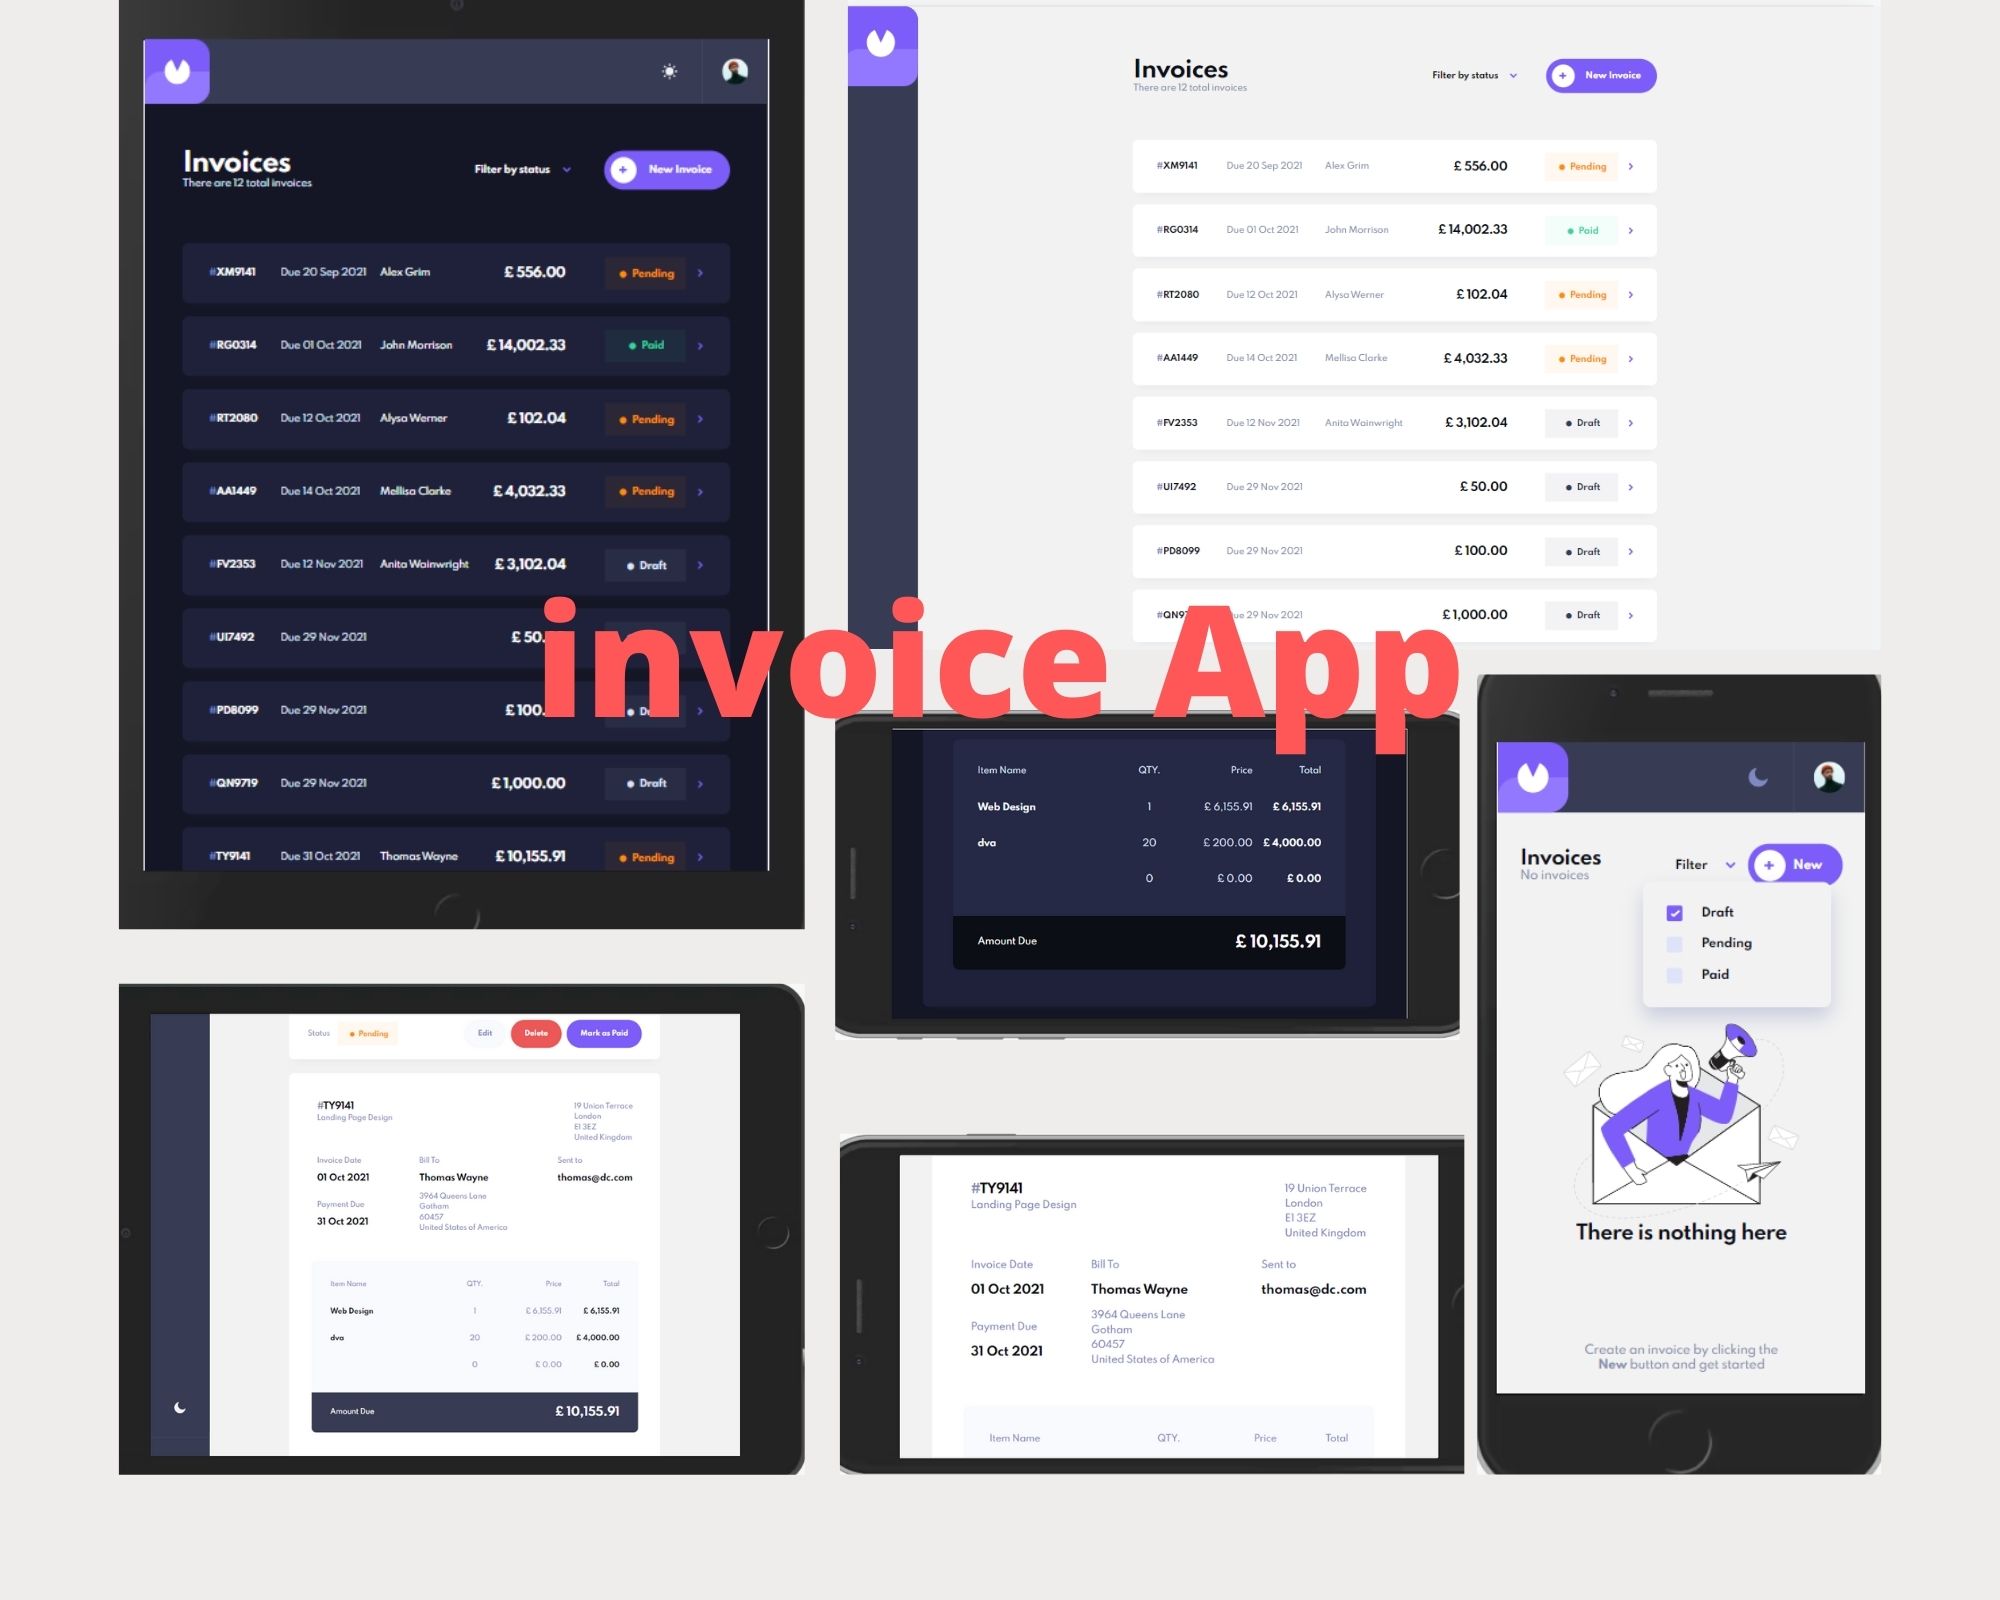 Invoices
There are 12 total invoices
Filter by status
New Invoice
#XM9141 Due 20 Sep 2021 Alex Grim £ 556.00 Pending
#RG0314 Due 01 Oct 2021 John Morrison £ 14,002.33 Paid
#RT2080 Due 12 Oct 2021 Alysa Werner £ 102.04 Pending
#AA1449 Due 14 Oct 2021 Mellisa Clarke £ 4,032.33 Pending
#FV2353 Due 12 Nov 2021 Anita Wainwright £ 3,102.04 Draft
#UI7492 Due 29 Nov 2021 £ 50.
#PD8099 Due 29 Nov 2021 £ 100.
#QN9719 Due 29 Nov 2021 £ 1,000.00 Draft
#TY9141 Due 31 Oct 2021 Thomas Wayne £ 10,155.91 Pending
Invoices
There are 12 total invoices
Filter by status
New Invoice
#XM9141 Due 20 Sep 2021 Alex Grim £ 556.00 Pending
#RG0314 Due 01 Oct 2021 John Morrison £ 14,002.33 Paid
#RT2080 Due 12 Oct 2021 Alysa Werner £ 102.04 Pending
#AA1449 Due 14 Oct 2021 Mellisa Clarke £ 4,032.33 Pending
#FV2353 Due 12 Nov 2021 Anita Wainwright £ 3,102.04 Draft
#UI7492 Due 29 Nov 2021 £ 50.00 Draft
#PD8099 Due 29 Nov 2021 £ 100.00 Draft
29 Nov 2021 £ 1,000.00 Draft
invoice App
Item Name QTY. Price Total
Web Design 1 £ 6,155.91 £ 6,155.91
dva 20 £ 200.00 £ 4,000.00
0 £ 0.00 £ 0.00
Amount Due £ 10,155.91
Invoices
No invoices
Filter
New
Draft
Pending
Paid
There is nothing here
Create an invoice by clicking the
New button and get started
Status Pending Edit Delete Mark as Paid
#TY9141
Landing Page Design
19 Union Terrace
London
E1 3EZ
United Kingdom
Invoice Date
01 Oct 2021
Payment Due
31 Oct 2021
Bill To
Thomas Wayne
3964 Queens Lane
Gotham
60457
United States of America
Sent to
thomas@dc.com
Item Name QTY. Price Total
Web Design 1 £ 6,155.91 £ 6,155.91
dva 20 £ 200.00 £ 4,000.00
0 £ 0.00 £ 0.00
Amount Due £ 10,155.91
#TY9141
Landing Page Design
19 Union Terrace
London
E1 3EZ
United Kingdom
Invoice Date
01 Oct 2021
Payment Due
31 Oct 2021
Bill To
Thomas Wayne
3964 Queens Lane
Gotham
60457
United States of America
Sent to
thomas@dc.com
Item Name QTY. Price Total